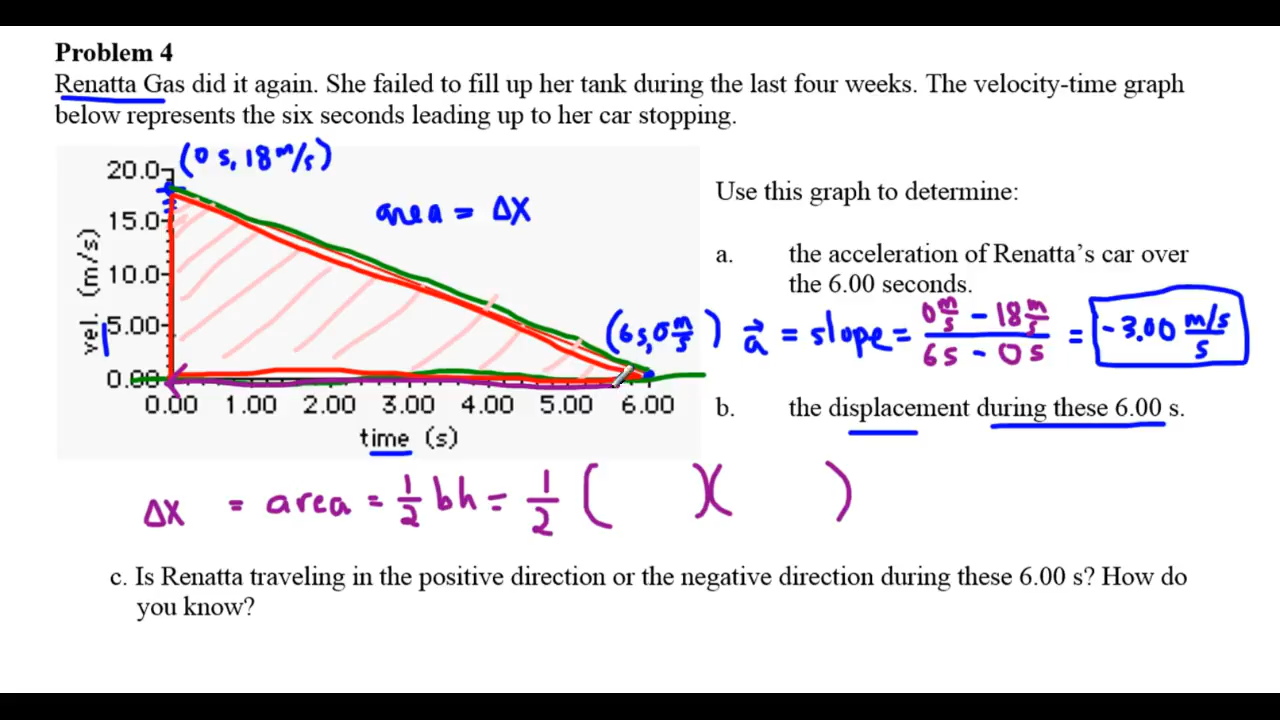 Problem 4
Renatta Gas did it again. She failed to fill up her tank during the last four weeks. The velocity-time graph
below represents the six seconds leading up to her car stopping.
(0 s, 18 m/s)
20.0
15.0
10.0
5.00
0.00
vel. (m/s)
area = Δx
(6s, 0 m/s)
0.00 1.00 2.00 3.00 4.00 5.00 6.00
time (s)
Use this graph to determine:
a. the acceleration of Renatta’s car over
the 6.00 seconds.
a⃗ = slope = (0 m/s - 18 m/s)/(6s - 0s) = -3.00 m/s/s
b. the displacement during these 6.00 s.
Δx = area = 1/2 bh = 1/2 ( )( )
c. Is Renatta traveling in the positive direction or the negative direction during these 6.00 s? How do
you know?